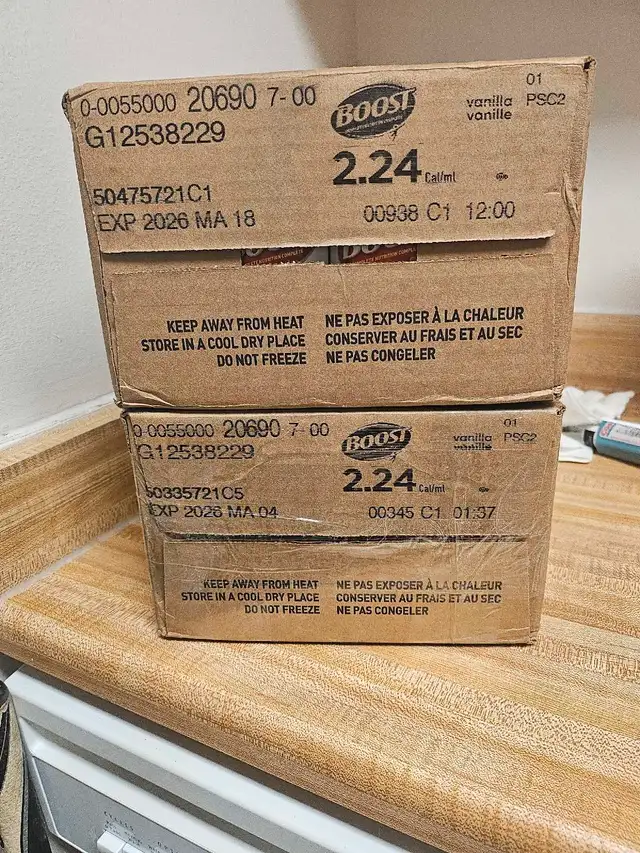 0-0055000 20690 7-00
G12538229
BOOST
2.24 Cal/ml
vanilla
vanille
01
PSC2
50475721C1
EXP 2026 MA 18
00938 C1 12:00
KEEP AWAY FROM HEAT
STORE IN A COOL DRY PLACE
DO NOT FREEZE
NE PAS EXPOSER À LA CHALEUR
CONSERVER AU FRAIS ET AU SEC
NE PAS CONGELER
0-0055000 20690 7-00
G12538229
BOOST
2.24 Cal/ml
vanilla
vanille
01
PSC2
50335721C5
EXP 2026 MA 04
00345 C1 01:37
KEEP AWAY FROM HEAT
STORE IN A COOL DRY PLACE
DO NOT FREEZE
NE PAS EXPOSER À LA CHALEUR
CONSERVER AU FRAIS ET AU SEC
NE PAS CONGELER